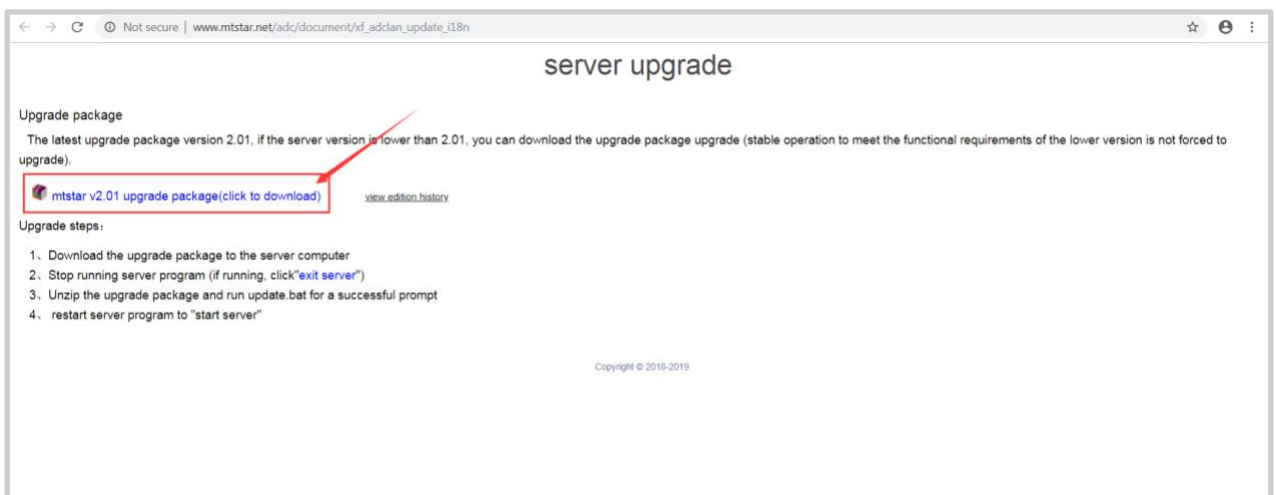 Not secure | www.mtstar.net/adc/document/xf_adclan_update_i18n
server upgrade
Upgrade package
The latest upgrade package version 2.01, if the server version is lower than 2.01, you can download the upgrade package upgrade (stable operation to meet the functional requirements of the lower version is not forced to
upgrade).
mtstar v2.01 upgrade package(click to download) view edition history
Upgrade steps：
1、Download the upgrade package to the server computer
2、Stop running server program (if running, click"exit server")
3、Unzip the upgrade package and run update.bat for a successful prompt
4、 restart server program to "start server"
Copyright © 2018-2019